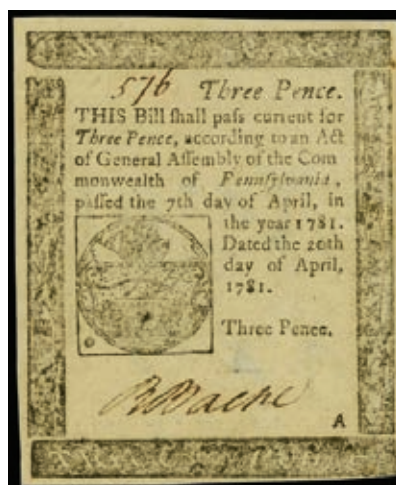 576 Three Pence.
THIS Bill ſhall paſs current for
Three Pence, according to an Act
of General Aſſembly of the Com
monwealth of Pennſylvania,
paſſed the 7th day of April, in
the year 1781.
Dated the 20th
day of April,
1781.
Three Pence.
A